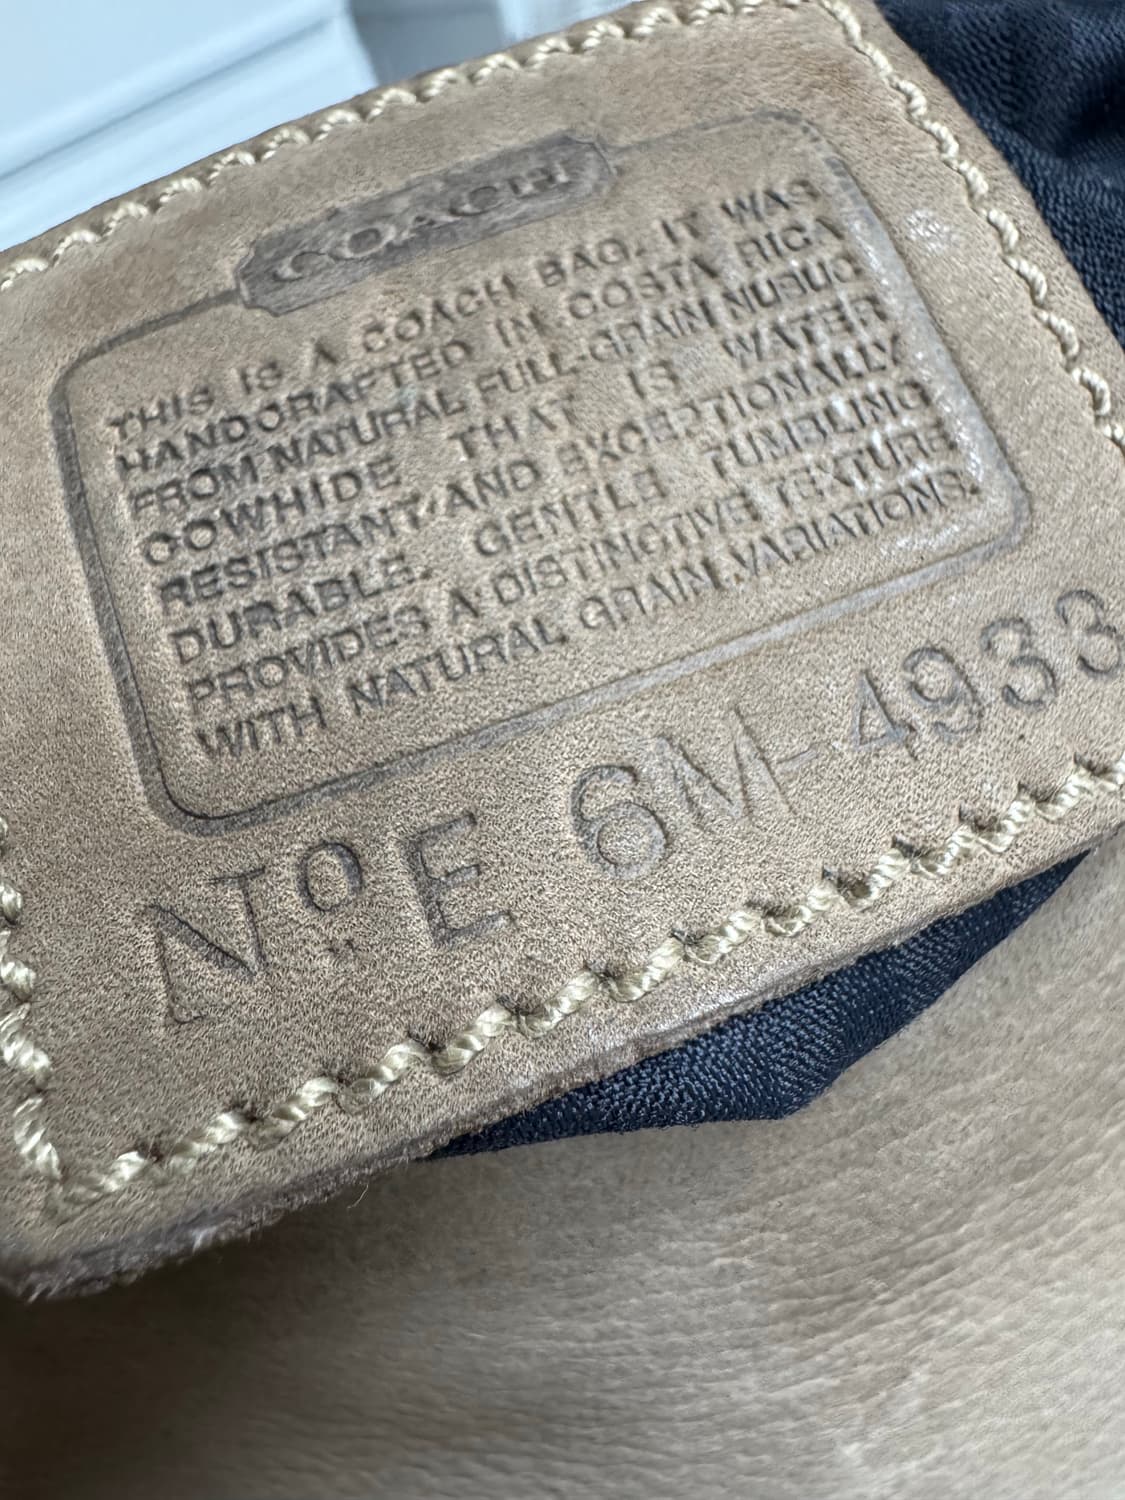 COACH
THIS IS A COACH BAG. IT WAS
HANDCRAFTED IN COSTA RICA
FROM NATURAL FULL-GRAIN NUBUC
COWHIDE THAT IS WATER
RESISTANT AND EXCEPTIONALLY
DURABLE. GENTLE TUMBLING
PROVIDES A DISTINCTIVE TEXTURE
WITH NATURAL GRAIN VARIATIONS.
Nº E 6M-4933